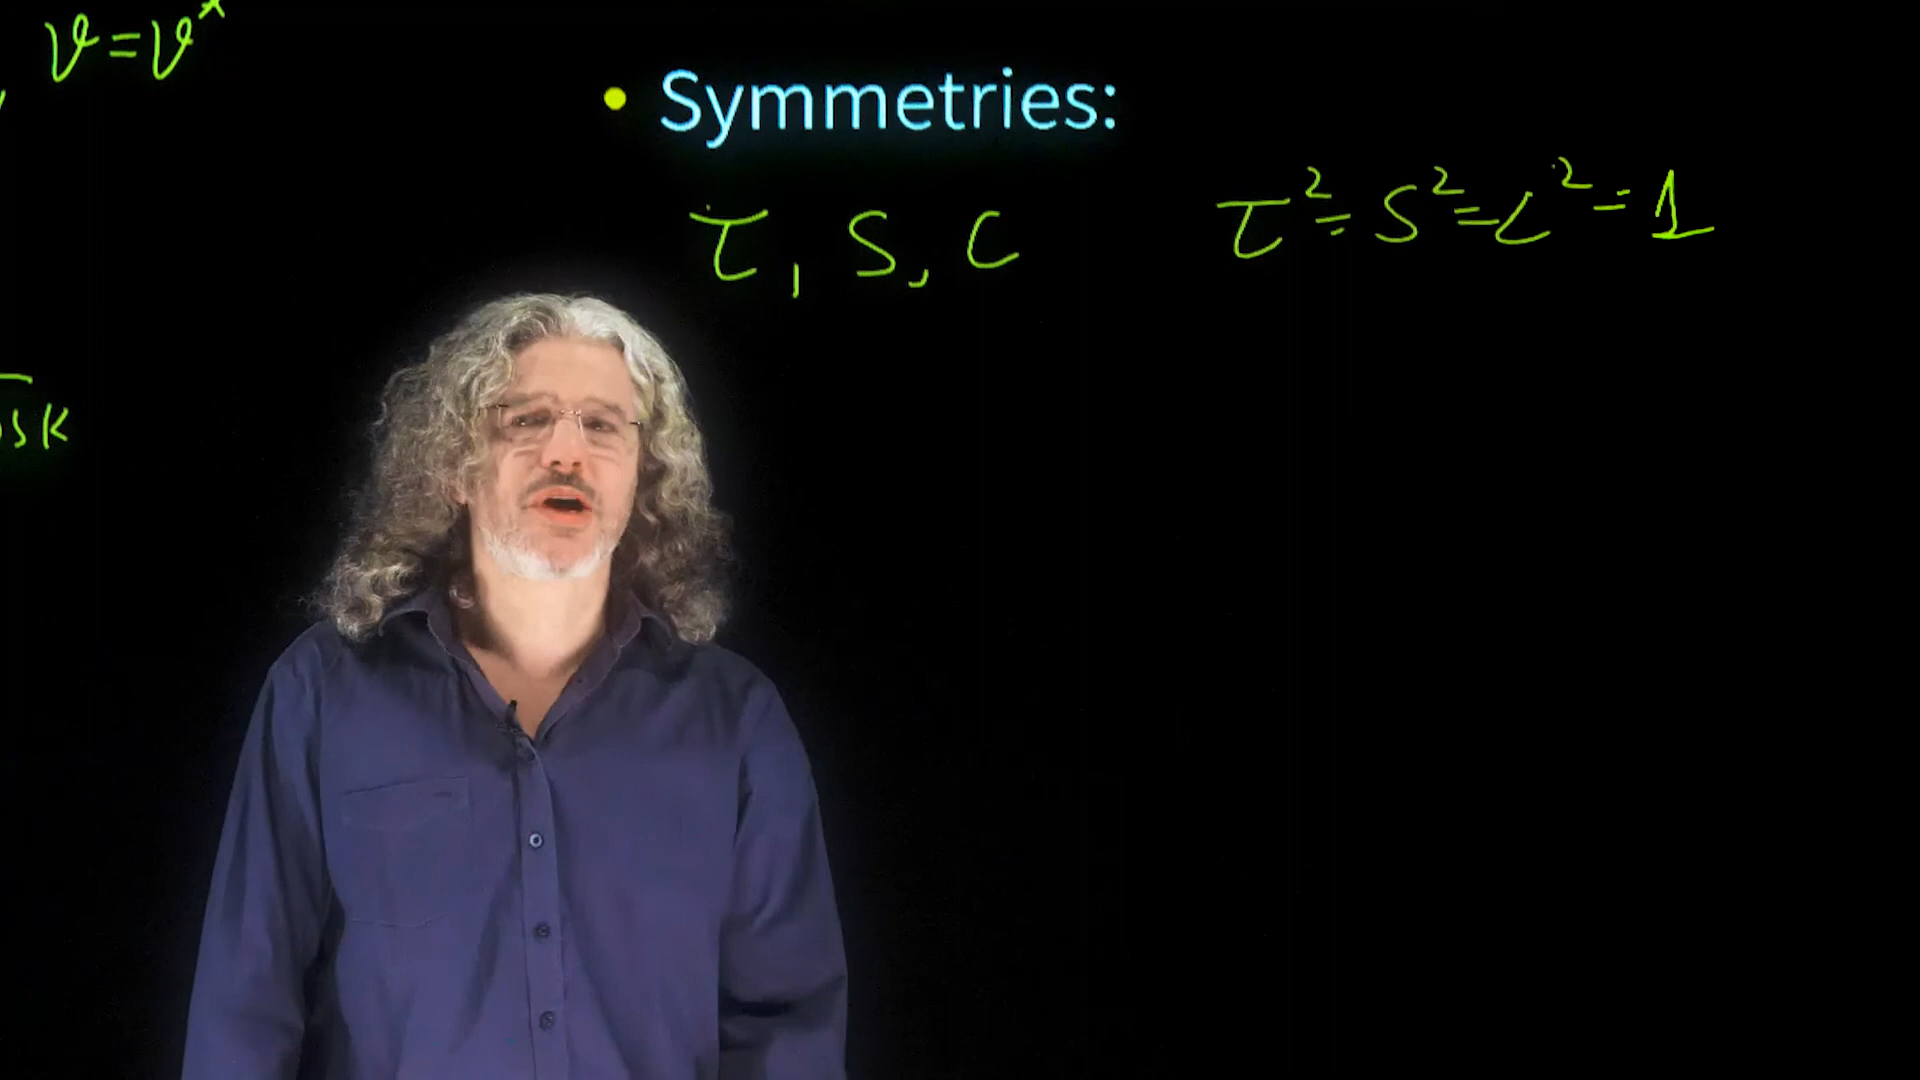 v=v*
• Symmetries:
τ, S, C τ²=S²=C²=1
sk